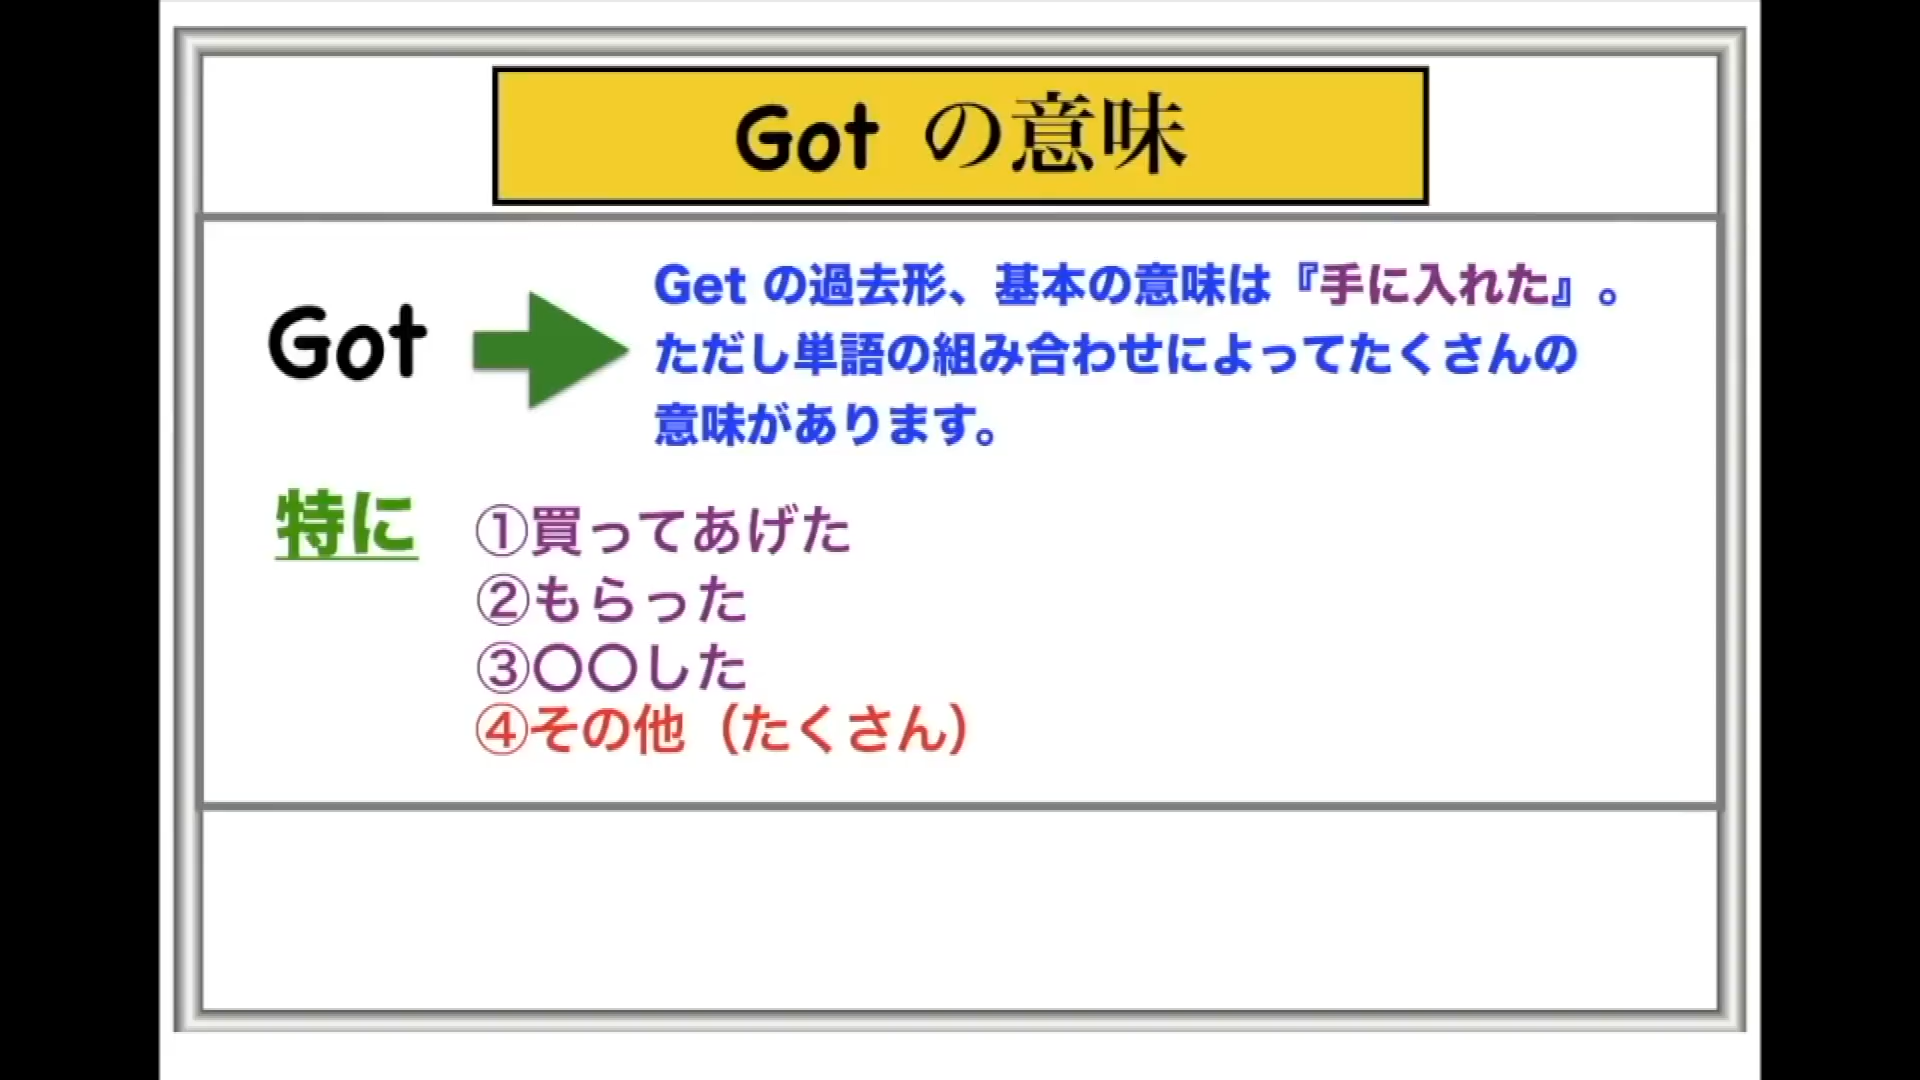 Got の意味
Got
Get の過去形、基本の意味は『手に入れた』。
ただし単語の組み合わせによってたくさんの
意味があります。
特に
①買ってあげた
②もらった
③〇〇した
④その他（たくさん）